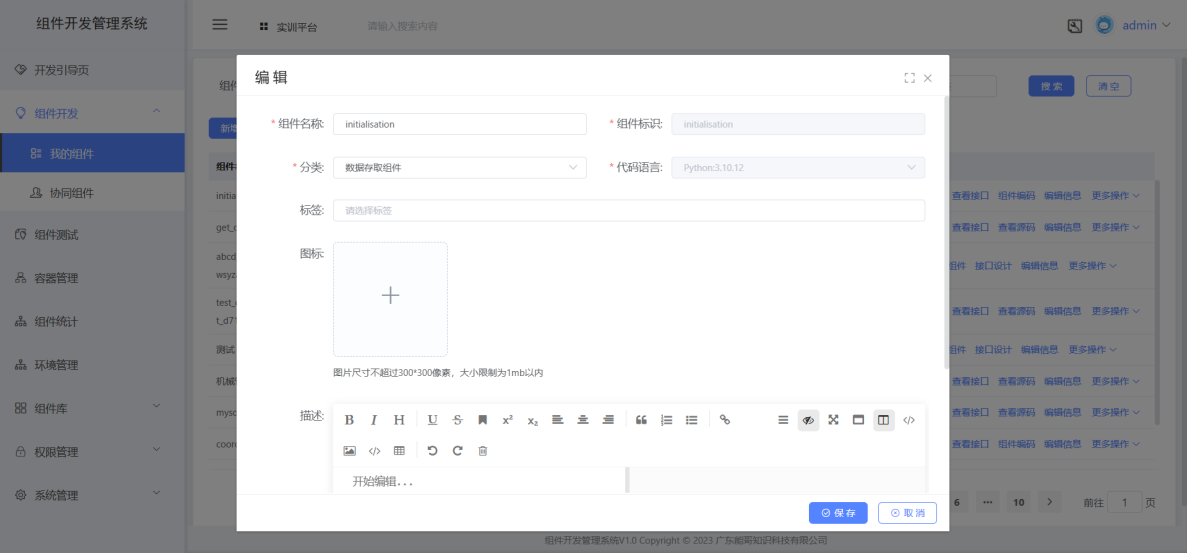 组件开发管理系统
实训平台
请输入搜索内容
admin
开发引导页
组件开发
我的组件
协同组件
组件测试
容器管理
组件统计
环境管理
组件库
权限管理
系统管理
搜 索
清 空
编 辑
* 组件名称: initialisation
* 组件标识: initialisation
* 分类: 数据存取组件
* 代码语言: Python:3.10.12
标签: 请选择标签
图标:
图片尺寸不超过300*300像素，大小限制为1mb以内
描述:
B I H U S x² x₂
开始编辑...
保 存
取 消
查看接口 组件编码 编辑信息 更多操作
查看接口 查看源码 编辑信息 更多操作
组件 接口设计 编辑信息 更多操作
查看接口 查看源码 编辑信息 更多操作
组件 接口设计 编辑信息 更多操作
查看接口 查看源码 编辑信息 更多操作
查看接口 查看源码 编辑信息 更多操作
查看接口 组件编码 编辑信息 更多操作
6 ... 10 > 前往 1 页
组件开发管理系统V1.0 Copyright © 2023 广东能哥知识科技有限公司